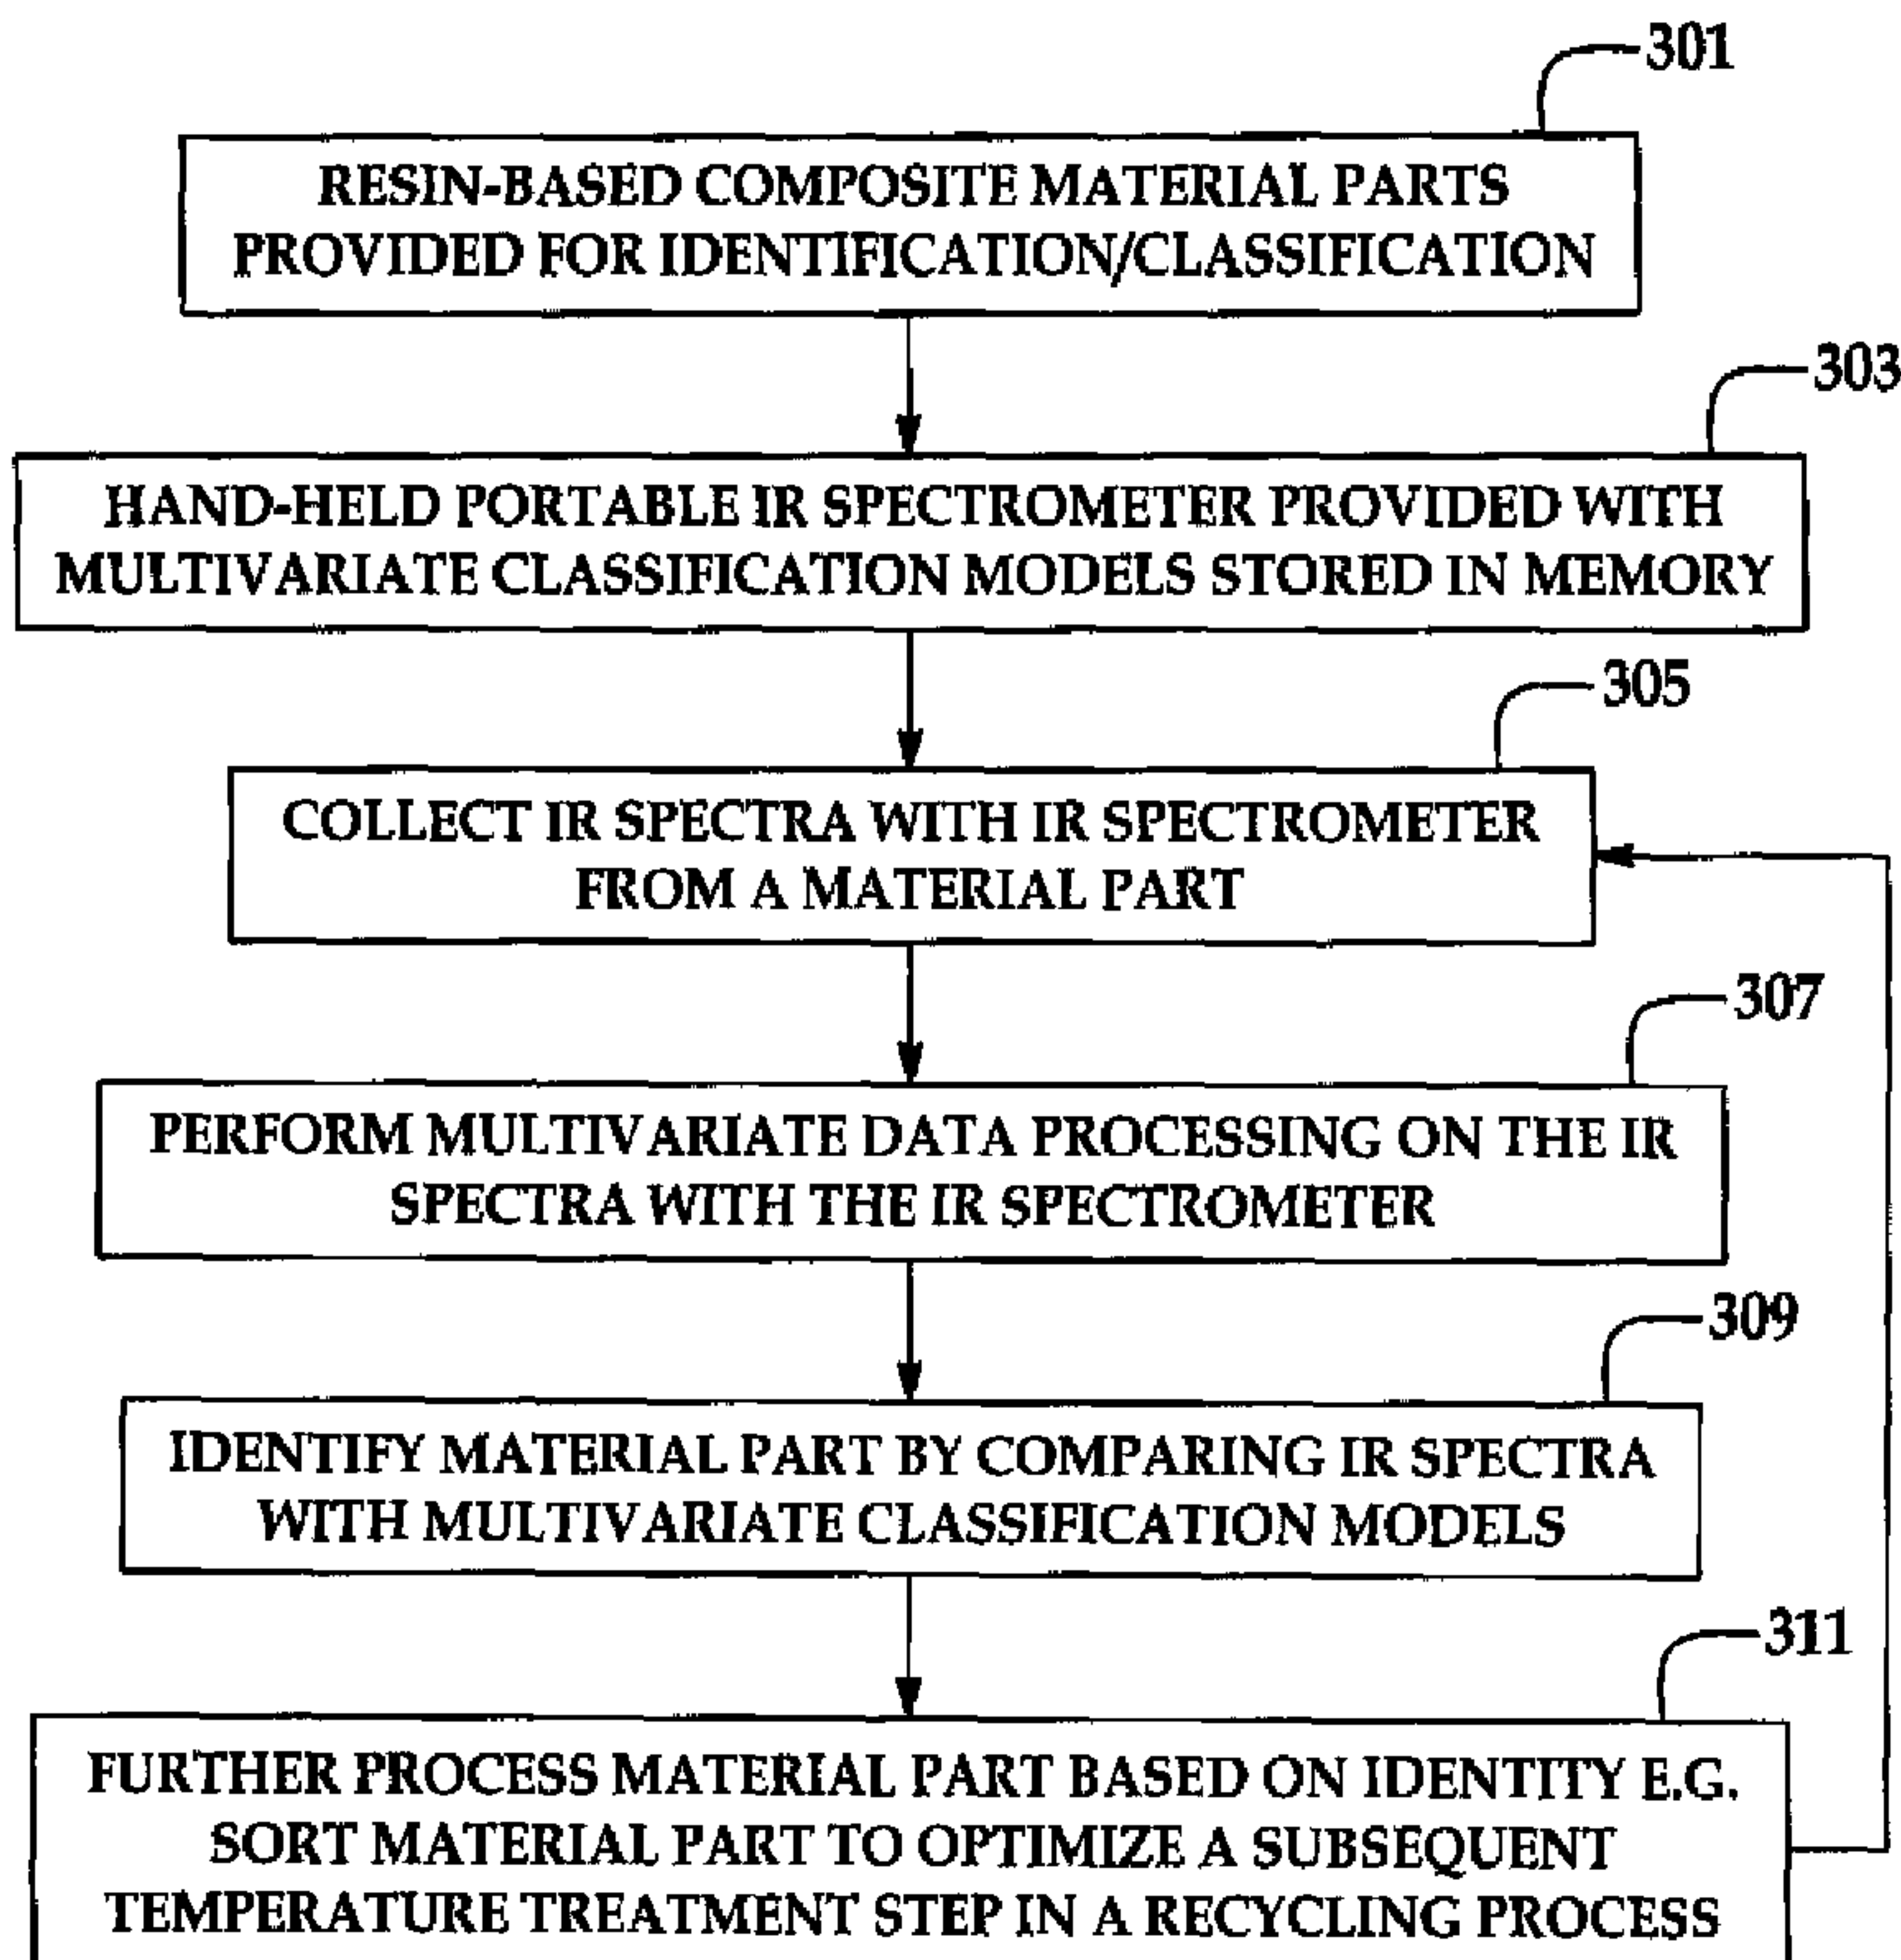 301
RESIN-BASED COMPOSITE MATERIAL PARTS
PROVIDED FOR IDENTIFICATION/CLASSIFICATION
303
HAND-HELD PORTABLE IR SPECTROMETER PROVIDED WITH
MULTIVARIATE CLASSIFICATION MODELS STORED IN MEMORY
305
COLLECT IR SPECTRA WITH IR SPECTROMETER
FROM A MATERIAL PART
307
PERFORM MULTIVARIATE DATA PROCESSING ON THE IR
SPECTRA WITH THE IR SPECTROMETER
309
IDENTIFY MATERIAL PART BY COMPARING IR SPECTRA
WITH MULTIVARIATE CLASSIFICATION MODELS
311
FURTHER PROCESS MATERIAL PART BASED ON IDENTITY E.G.
SORT MATERIAL PART TO OPTIMIZE A SUBSEQUENT
TEMPERATURE TREATMENT STEP IN A RECYCLING PROCESS